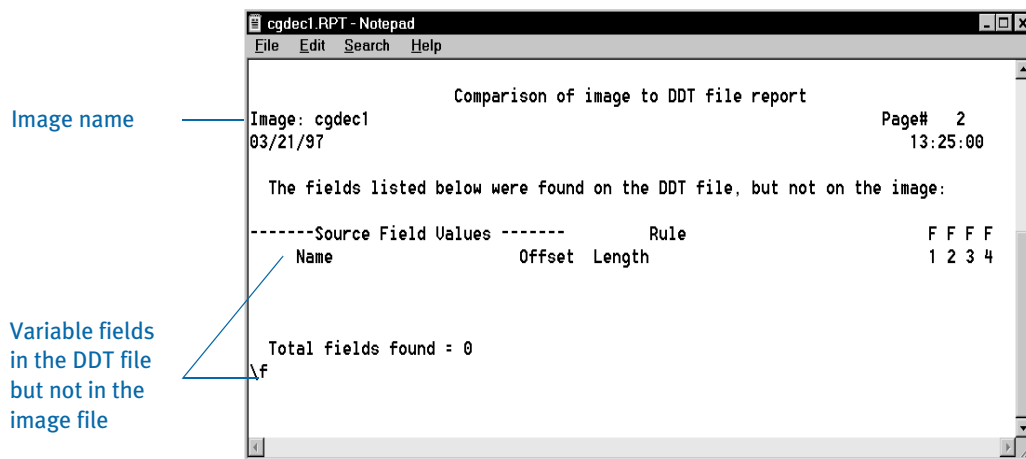 cgdec1.RPT - Notepad
File Edit Search Help
Comparison of image to DDT file report
Image name
Image: cgdec1 Page# 2
03/21/97 13:25:00
The fields listed below were found on the DDT file, but not on the image:
-------Source Field Values ------- Rule F F F F
Name Offset Length 1 2 3 4
Variable fields
in the DDT file
but not in the
image file
Total fields found = 0
\f